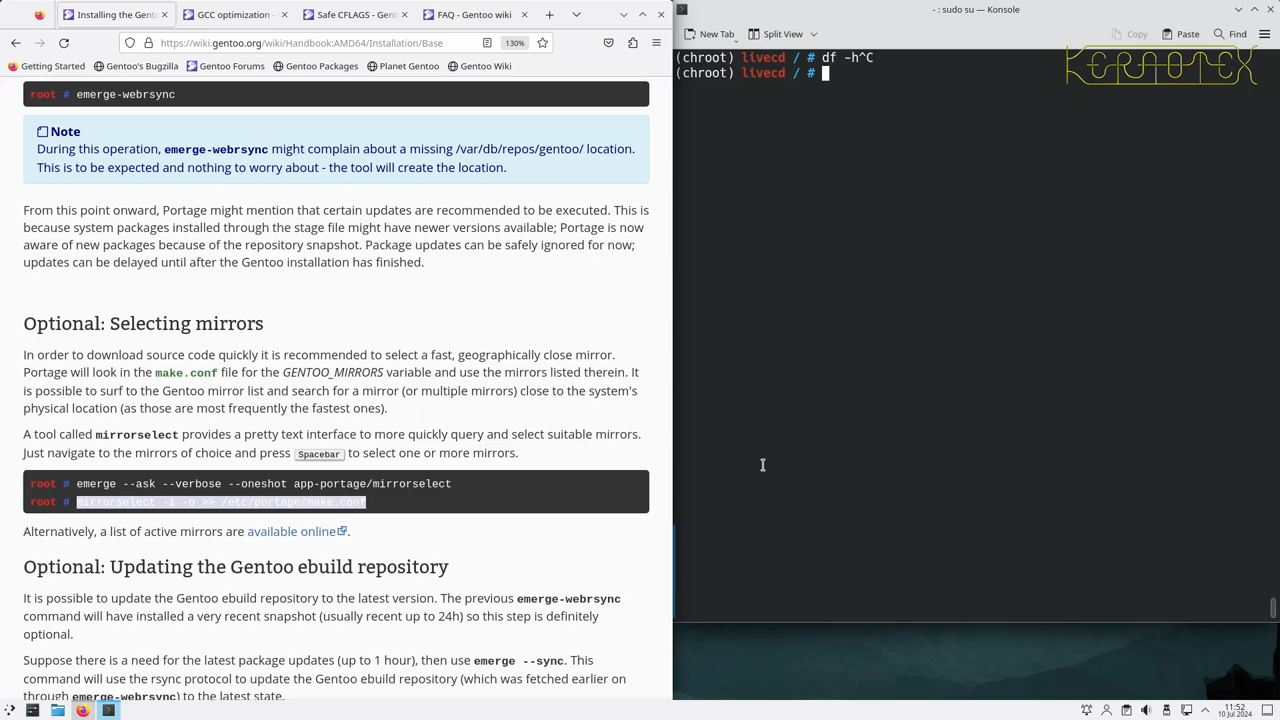 Installing the Gento
GCC optimization -
Safe CFLAGS - Gent
FAQ - Gentoo wiki
https://wiki.gentoo.org/wiki/Handbook:AMD64/Installation/Base
130%
Getting Started
Gentoo's Bugzilla
Gentoo Forums
Gentoo Packages
Planet Gentoo
Gentoo Wiki
root # emerge-webrsync
Note
During this operation, emerge-webrsync might complain about a missing /var/db/repos/gentoo/ location.
This is to be expected and nothing to worry about - the tool will create the location.
From this point onward, Portage might mention that certain updates are recommended to be executed. This is
because system packages installed through the stage file might have newer versions available; Portage is now
aware of new packages because of the repository snapshot. Package updates can be safely ignored for now;
updates can be delayed until after the Gentoo installation has finished.
Optional: Selecting mirrors
In order to download source code quickly it is recommended to select a fast, geographically close mirror.
Portage will look in the make.conf file for the GENTOO_MIRRORS variable and use the mirrors listed therein. It
is possible to surf to the Gentoo mirror list and search for a mirror (or multiple mirrors) close to the system's
physical location (as those are most frequently the fastest ones).
A tool called mirrorselect provides a pretty text interface to more quickly query and select suitable mirrors.
Just navigate to the mirrors of choice and press Spacebar to select one or more mirrors.
root # emerge --ask --verbose --oneshot app-portage/mirrorselect
root # mirrorselect -i -o >> /etc/portage/make.conf
Alternatively, a list of active mirrors are available online.
Optional: Updating the Gentoo ebuild repository
It is possible to update the Gentoo ebuild repository to the latest version. The previous emerge-webrsync
command will have installed a very recent snapshot (usually recent up to 24h) so this step is definitely
optional.
Suppose there is a need for the latest package updates (up to 1 hour), then use emerge --sync. This
command will use the rsync protocol to update the Gentoo ebuild repository (which was fetched earlier on
through emerge-webrsync) to the latest state.
- : sudo su — Konsole
New Tab
Split View
Copy
Paste
Find
(chroot) livecd / # df -h^C
(chroot) livecd / #
11:52
10 Jul 2024